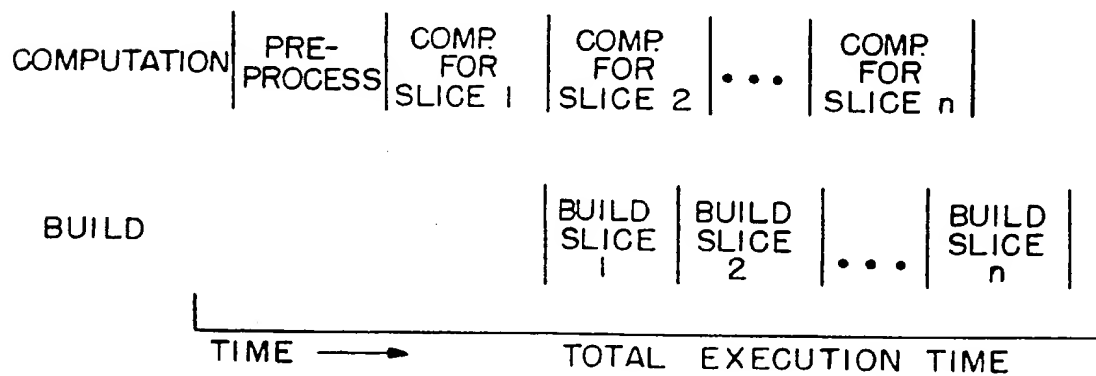 COMPUTATION
PRE-
PROCESS
COMP.
FOR
SLICE 1
COMP.
FOR
SLICE 2
...
COMP.
FOR
SLICE n
BUILD
BUILD
SLICE
1
BUILD
SLICE
2
...
BUILD
SLICE
n
TIME
TOTAL EXECUTION TIME